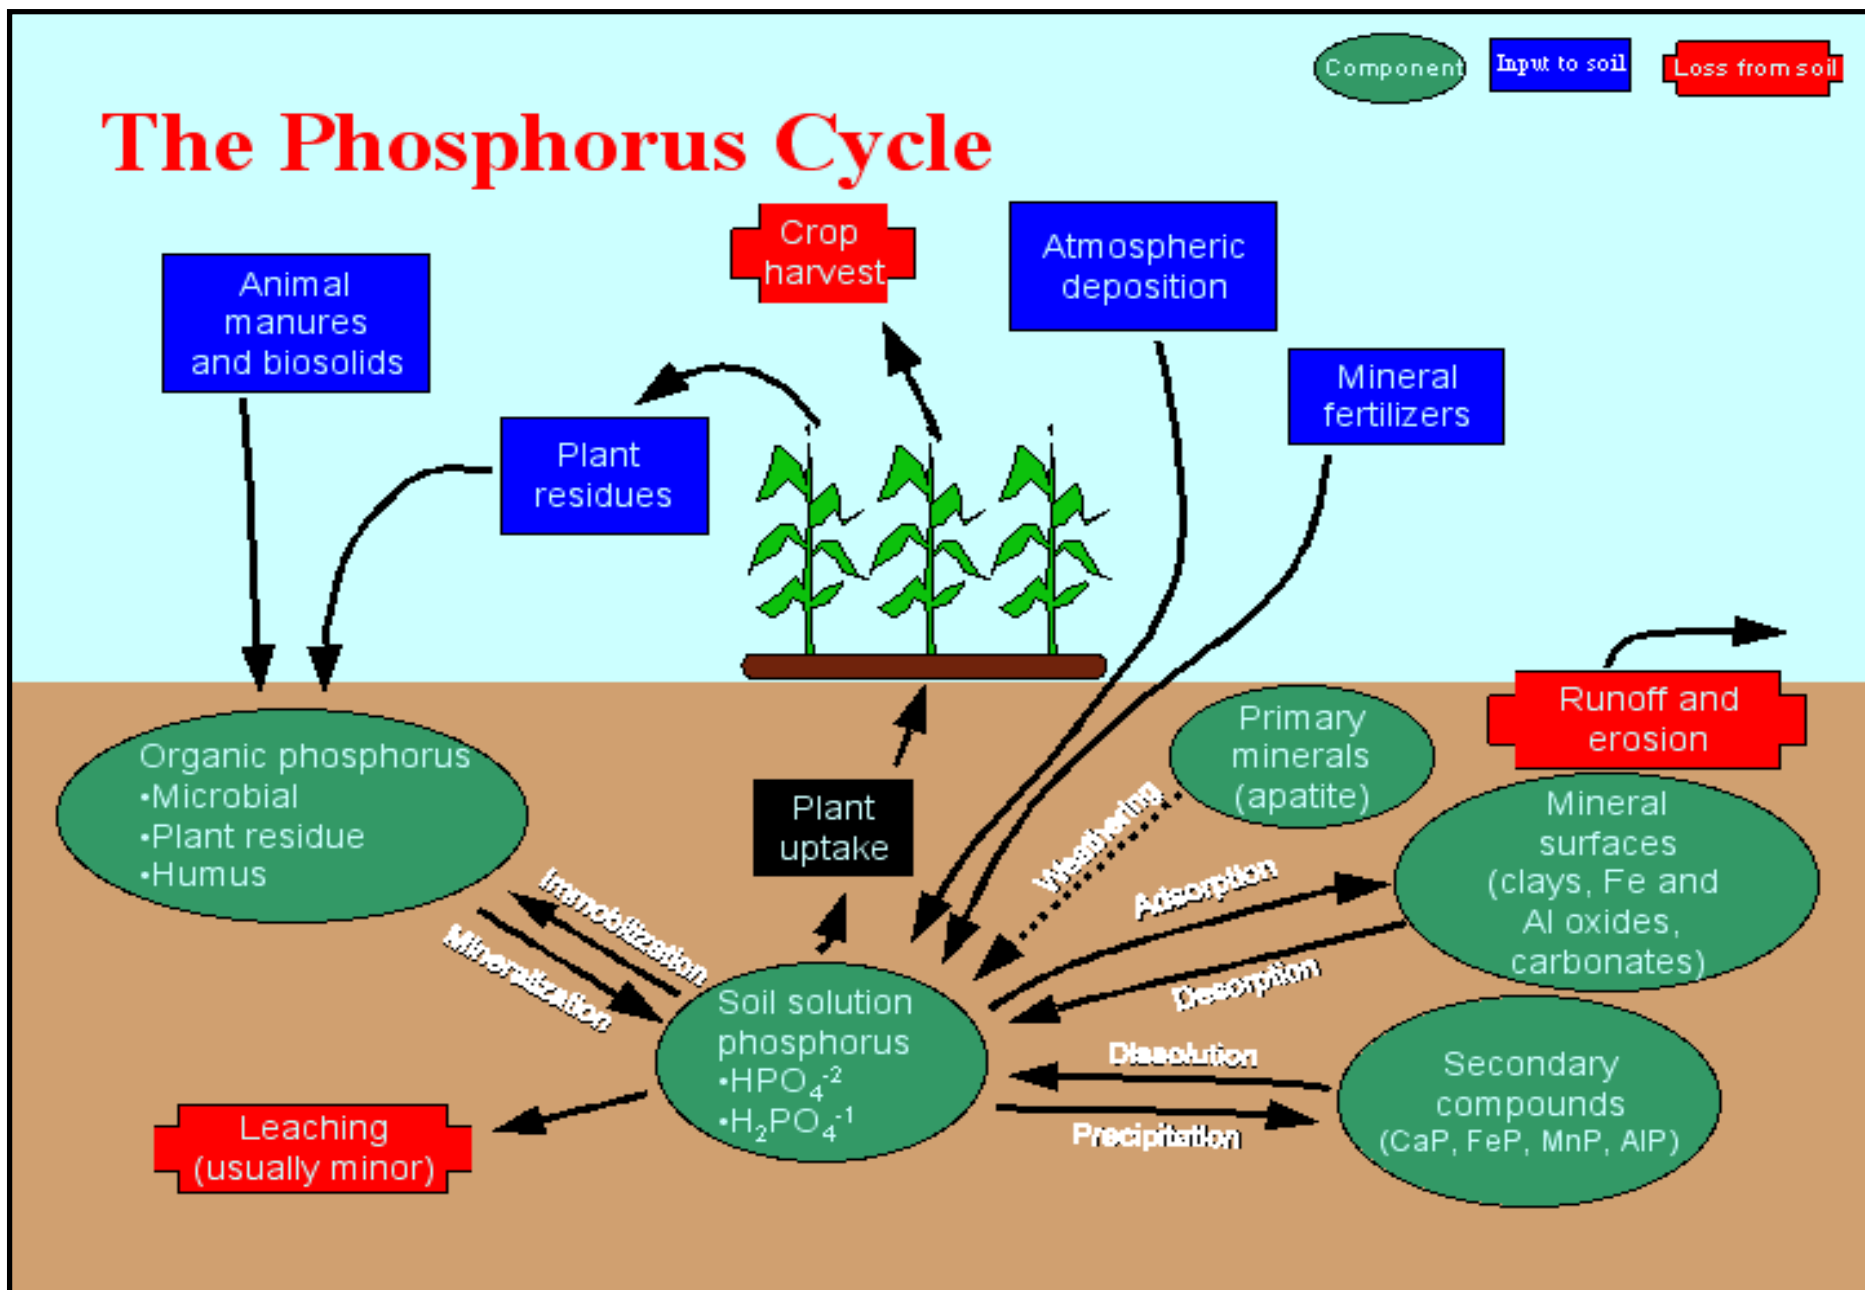 Component
Input to soil
Loss from soil
The Phosphorus Cycle
Crop
harvest
Atmospheric
deposition
Animal
manures
and biosolids
Mineral
fertilizers
Plant
residues
Organic phosphorus
•Microbial
•Plant residue
•Humus
Plant
uptake
Primary
minerals
(apatite)
Runoff and
erosion
Mineral
surfaces
(clays, Fe and
Al oxides,
carbonates)
Weathering
Adsorption
Desorption
Immobilization
Mineralization
Soil solution
phosphorus
•HPO₄⁻²
•H₂PO₄⁻¹
Dissolution
Precipitation
Secondary
compounds
(CaP, FeP, MnP, AlP)
Leaching
(usually minor)